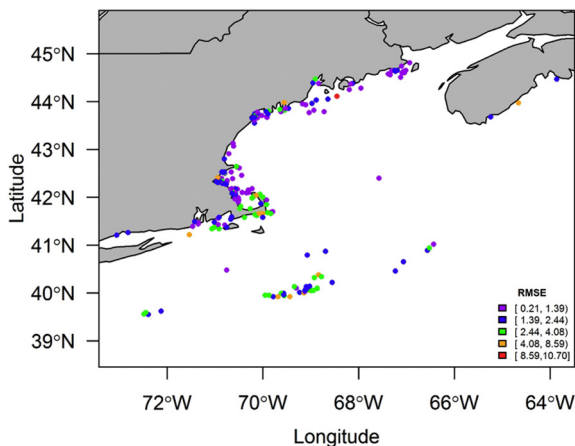 45°N
44°N
43°N
42°N
41°N
40°N
39°N
Latitude
RMSE
[ 0.21, 1.39)
[ 1.39, 2.44)
[ 2.44, 4.08)
[ 4.08, 8.59)
[ 8.59,10.70]
72°W
70°W
68°W
66°W
64°W
Longitude